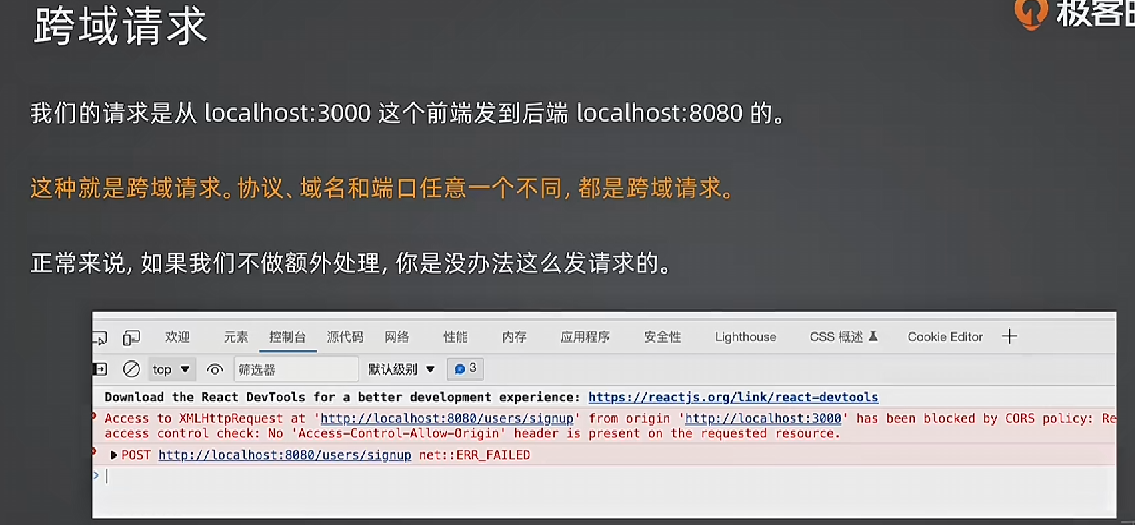 跨域请求
极客
我们的请求是从 localhost:3000 这个前端发到后端 localhost:8080 的。
这种就是跨域请求。协议、域名和端口任意一个不同,都是跨域请求。
正常来说,如果我们不做额外处理,你是没办法这么发请求的。
欢迎 元素 控制台 源代码 网络 性能 内存 应用程序 安全性 Lighthouse CSS 概述 Cookie Editor
top 筛选器 默认级别 3
Download the React DevTools for a better development experience: https://reactjs.org/link/react-devtools
Access to XMLHttpRequest at 'http://localhost:8080/users/signup' from origin 'http://localhost:3000' has been blocked by CORS policy: Re
access control check: No 'Access-Control-Allow-Origin' header is present on the requested resource.
POST http://localhost:8080/users/signup net::ERR_FAILED